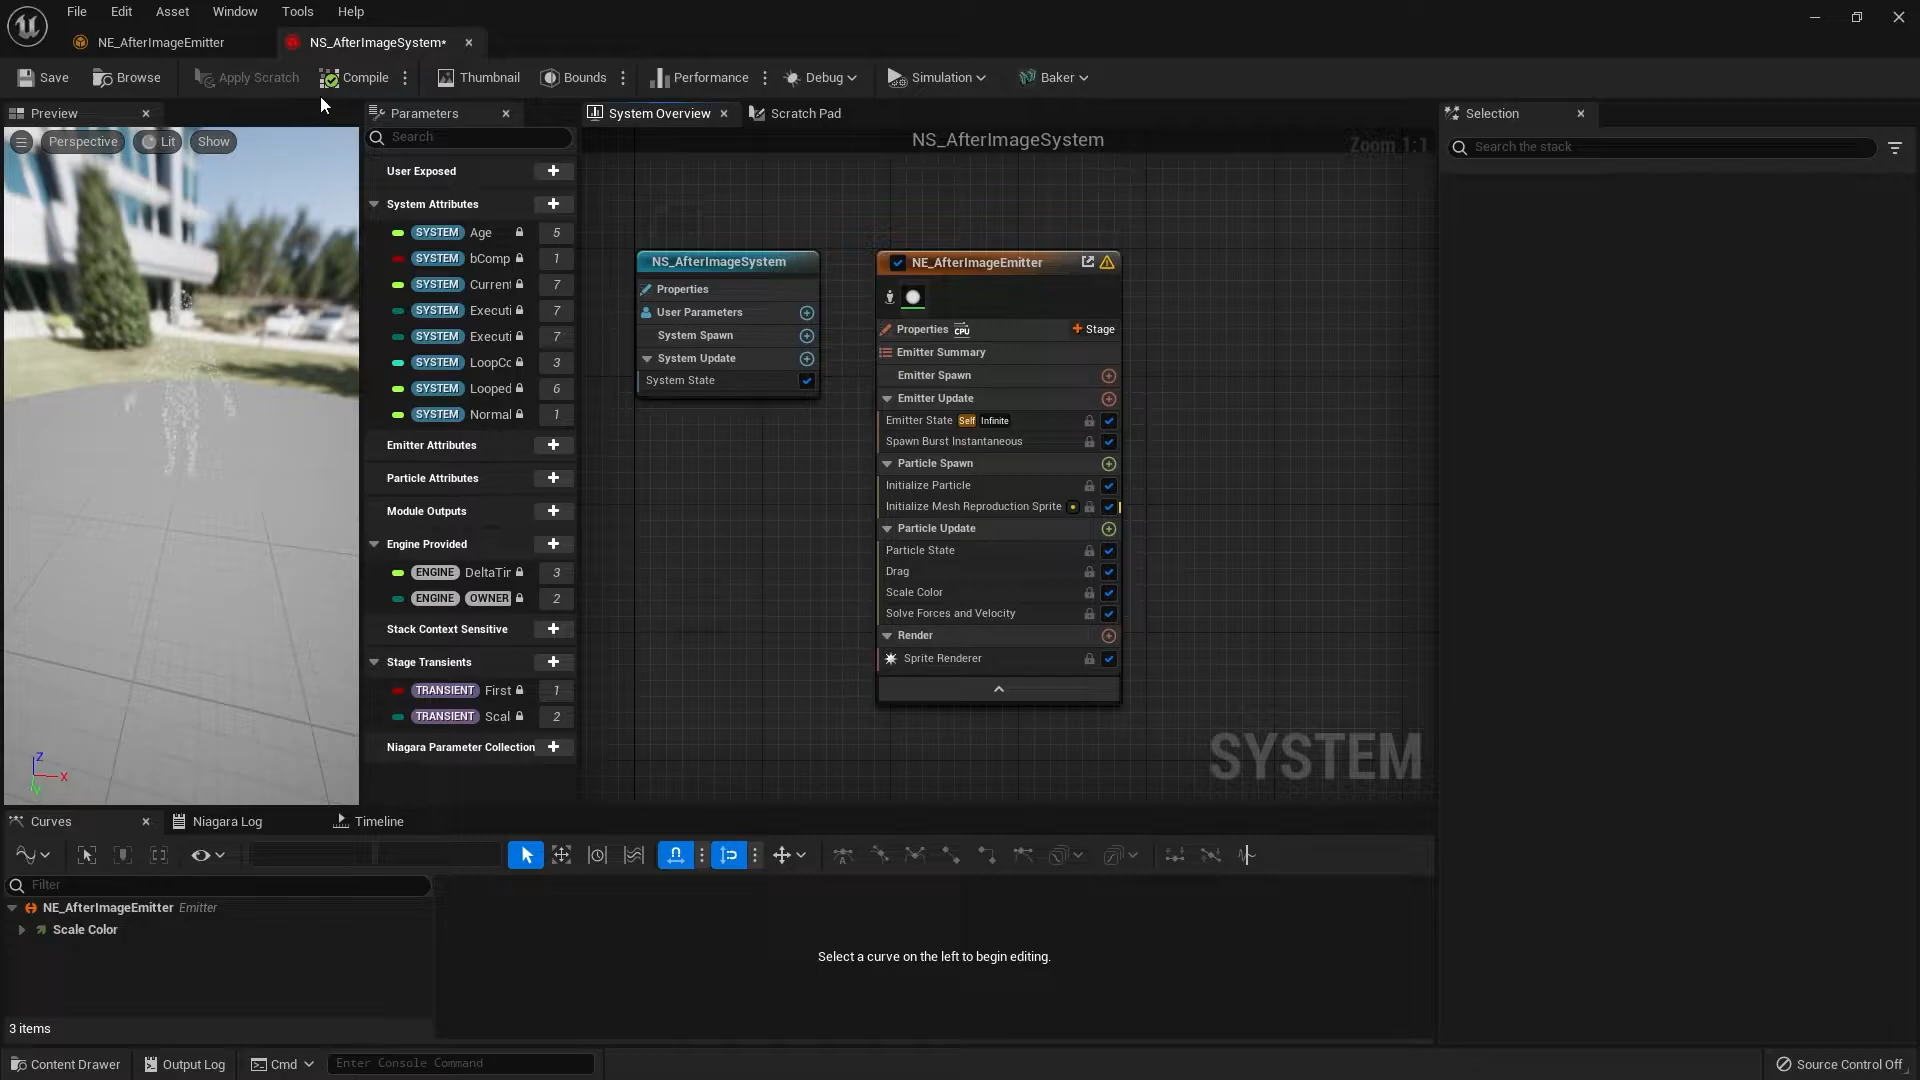 File Edit Asset Window Tools Help
NE_AfterImageEmitter NS_AfterImageSystem*
Save Browse Apply Scratch Compile Thumbnail Bounds Performance Debug Simulation Baker
Preview Parameters System Overview Scratch Pad Selection
Perspective Lit Show
Search
NS_AfterImageSystem
Zoom 1:1
Search the stack
User Exposed
System Attributes
SYSTEM Age 5
SYSTEM bComp 1
SYSTEM Current 7
SYSTEM Executi 7
SYSTEM Executi 7
SYSTEM LoopCo 3
SYSTEM Looped 6
SYSTEM Normal 1
Emitter Attributes
Particle Attributes
Module Outputs
Engine Provided
ENGINE DeltaTir 3
ENGINE OWNER 2
Stack Context Sensitive
Stage Transients
TRANSIENT First 1
TRANSIENT Scal 2
Niagara Parameter Collection
NS_AfterImageSystem
Properties
User Parameters
System Spawn
System Update
System State
NE_AfterImageEmitter
Properties CPU Stage
Emitter Summary
Emitter Spawn
Emitter Update
Emitter State Self Infinite
Spawn Burst Instantaneous
Particle Spawn
Initialize Particle
Initialize Mesh Reproduction Sprite
Particle Update
Particle State
Drag
Scale Color
Solve Forces and Velocity
Render
Sprite Renderer
SYSTEM
Z
X
Y
Curves Niagara Log Timeline
Filter
NE_AfterImageEmitter Emitter
Scale Color
Select a curve on the left to begin editing.
3 items
Content Drawer Output Log Cmd Enter Console Command Source Control Off